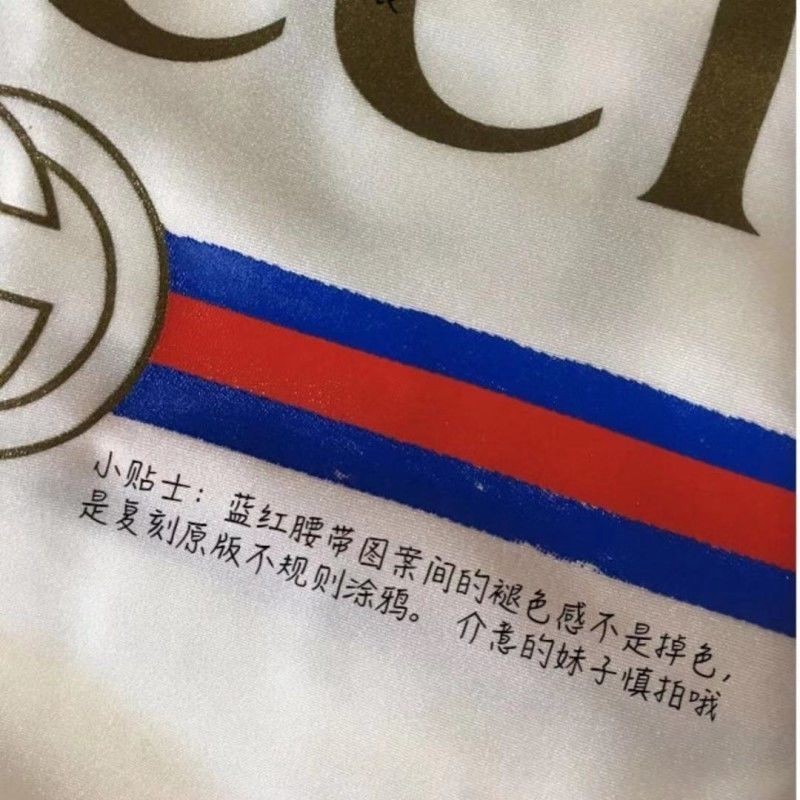 ucci
小贴士：蓝红腰带图案间的褪色感不是掉色，
是复刻原版不规则涂鸦。 介意的妹子慎拍哦